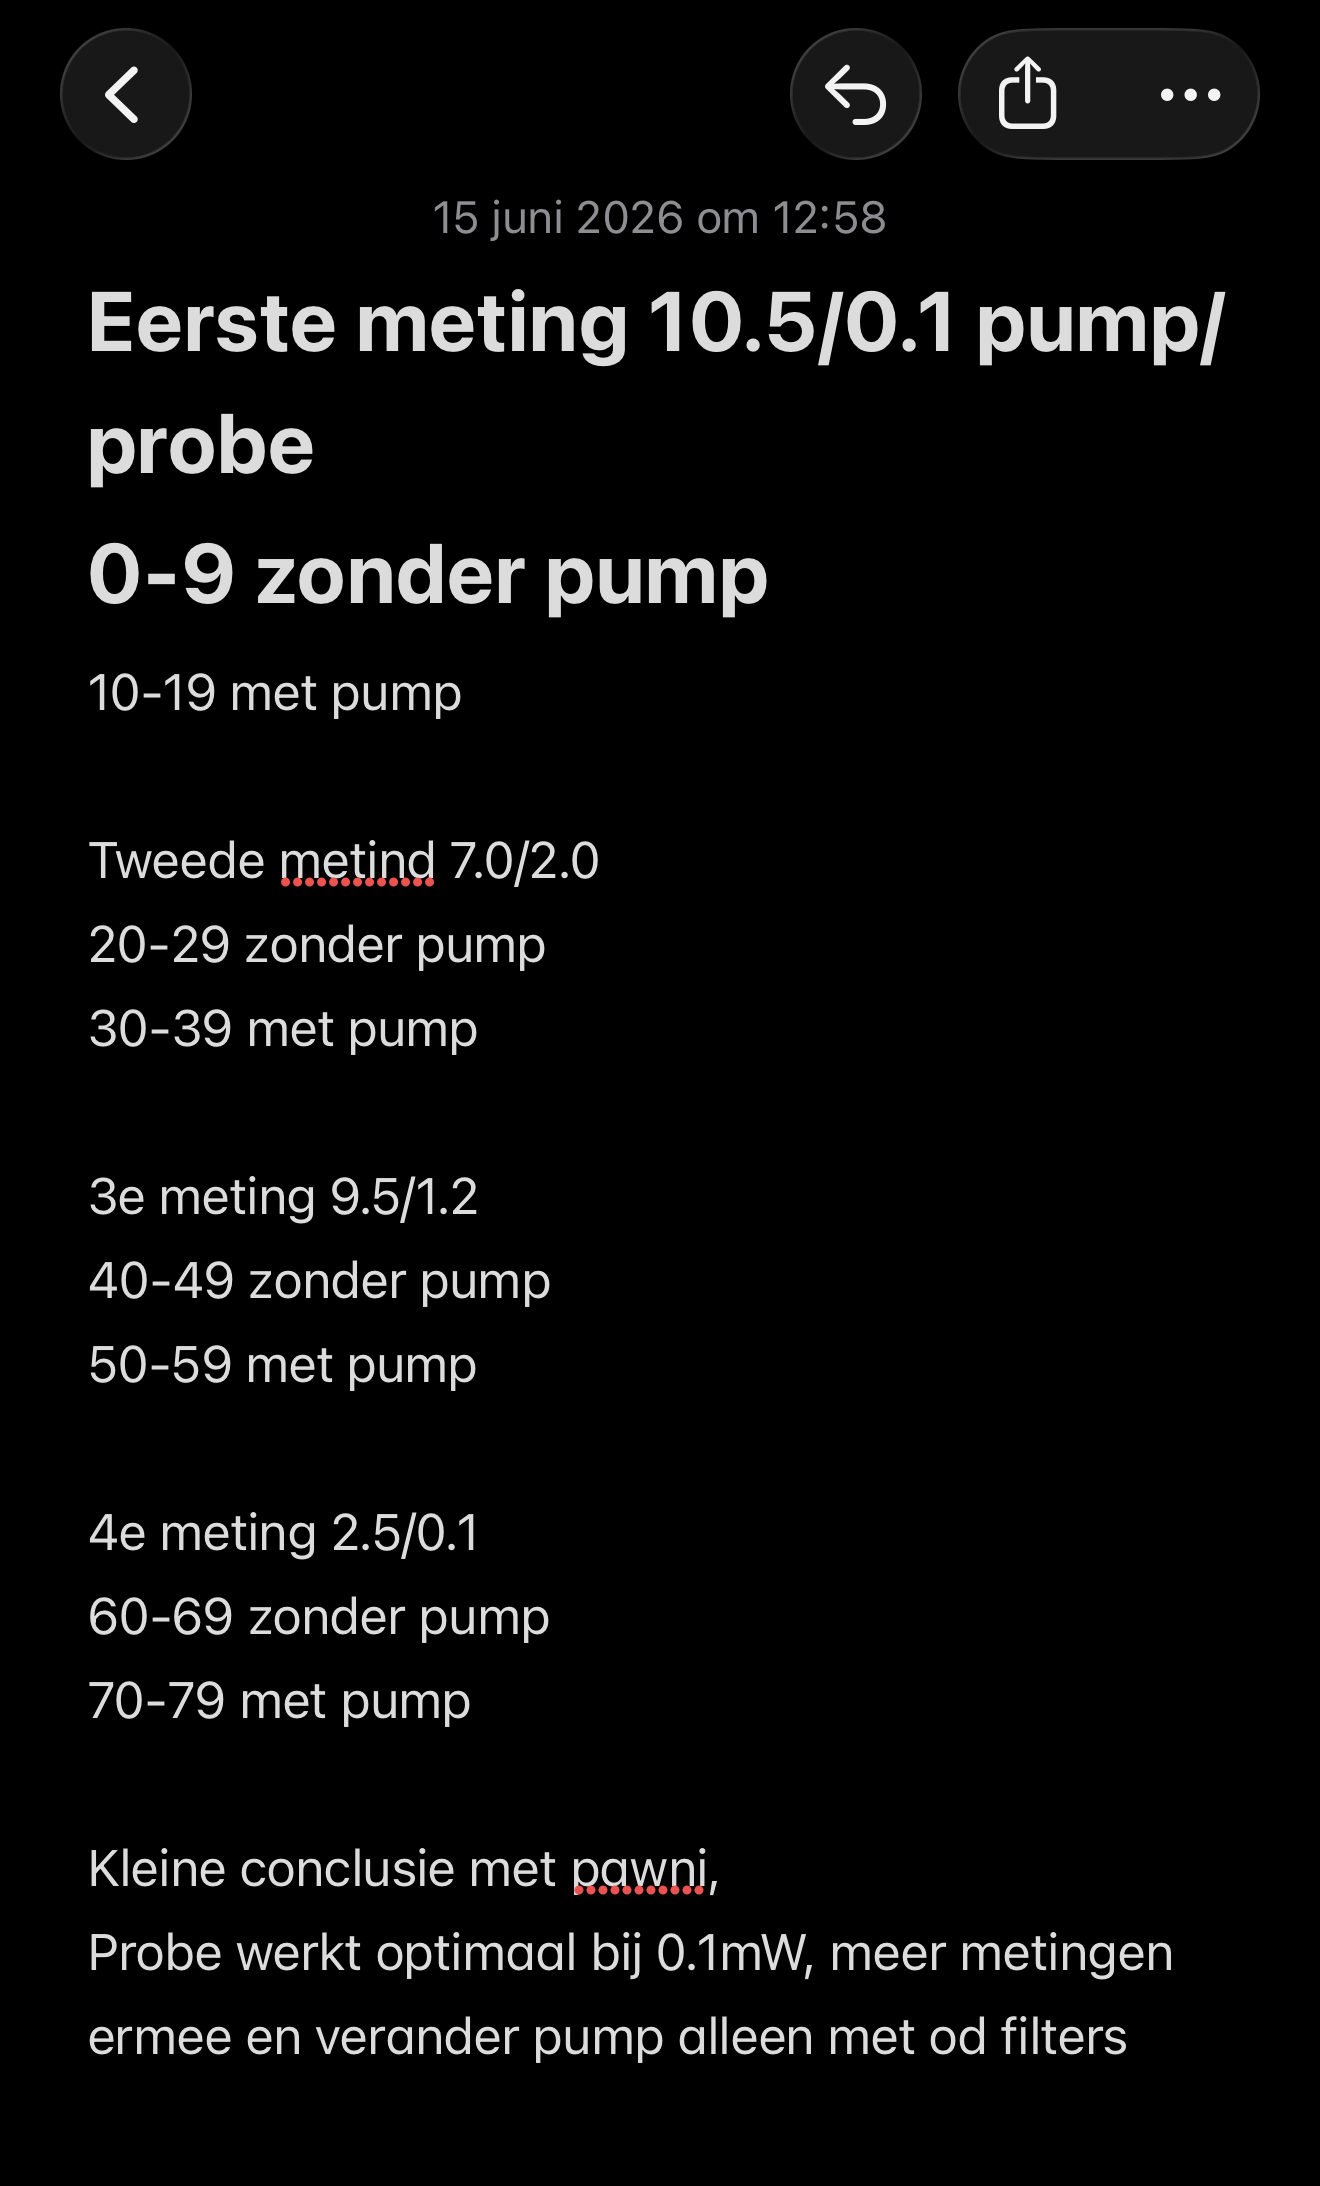 15 juni 2026 om 12:58
Eerste meting 10.5/0.1 pump/
probe
0-9 zonder pump
10-19 met pump
Tweede metind 7.0/2.0
20-29 zonder pump
30-39 met pump
3e meting 9.5/1.2
40-49 zonder pump
50-59 met pump
4e meting 2.5/0.1
60-69 zonder pump
70-79 met pump
Kleine conclusie met pawni,
Probe werkt optimaal bij 0.1mW, meer metingen
ermee en verander pump alleen met od filters